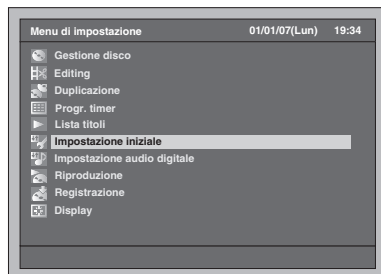 Menu di impostazione 01/01/07(Lun) 19:34
Gestione disco
Editing
Duplicazione
Progr. timer
Lista titoli
Impostazione iniziale
Impostazione audio digitale
Riproduzione
Registrazione
Display